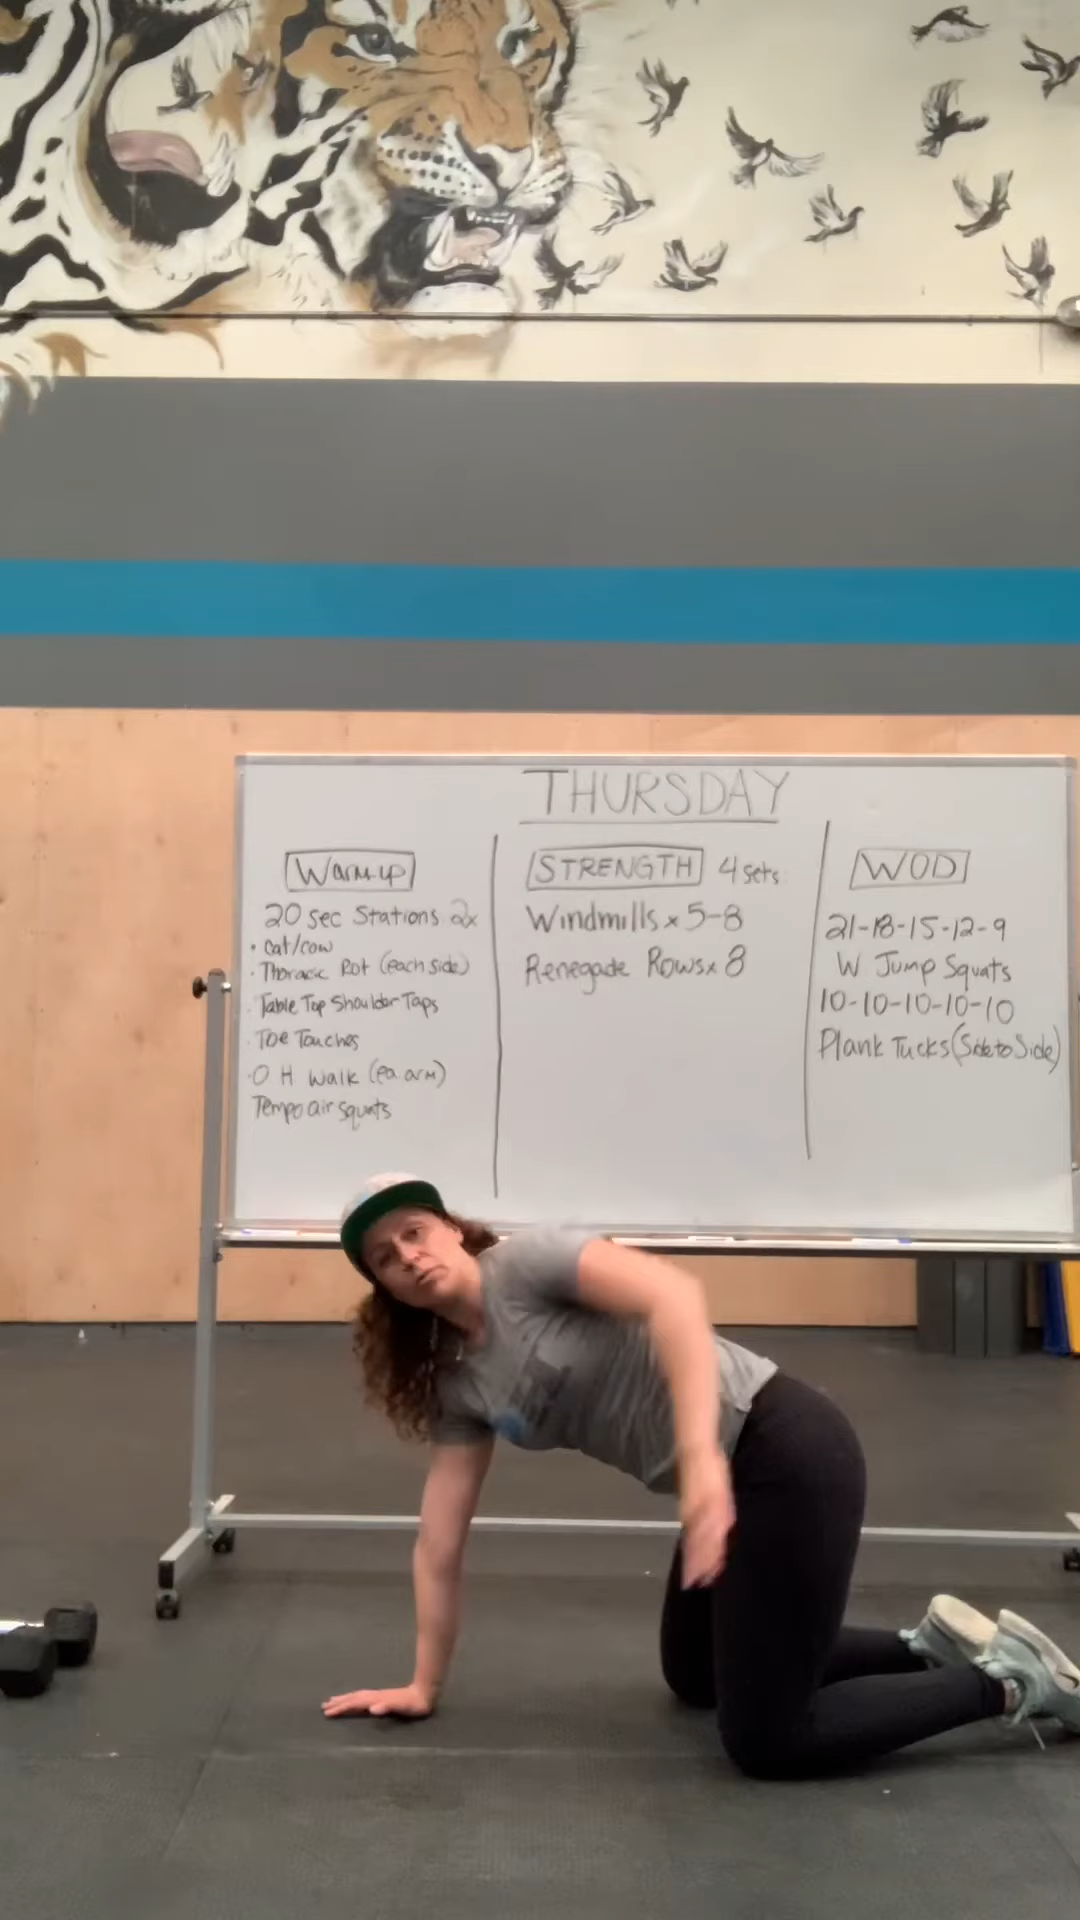 THURSDAY
Warm-up
20 sec Stations 2x
• Cat/cow
• Thoracic Rot (each side)
• Table Top Shoulder Taps
• Toe Touches
• O H Walk (ea. arm)
Tempo air squats
STRENGTH 4 sets
Windmills x 5-8
Renegade Rows x 8
WOD
21-18-15-12-9
W Jump Squats
10-10-10-10-10
Plank Tucks (Side to Side)